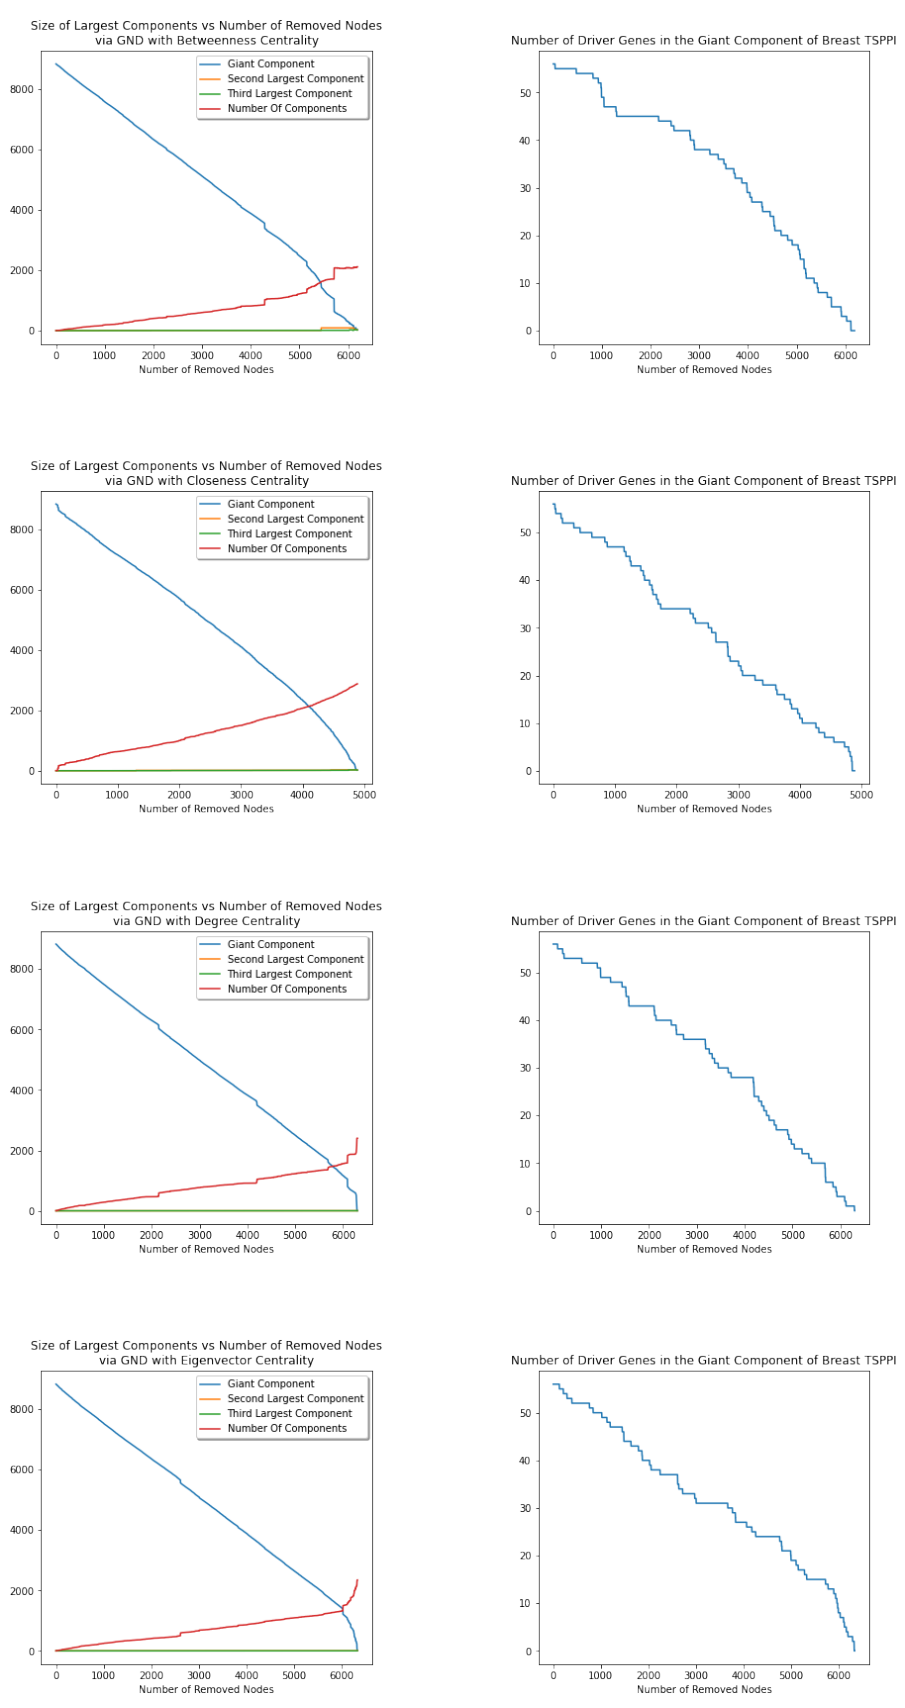 Size of Largest Components vs Number of Removed Nodes
via GND with Betweenness Centrality
Giant Component
Second Largest Component
Third Largest Component
Number Of Components
8000
6000
4000
2000
0
0 1000 2000 3000 4000 5000 6000
Number of Removed Nodes
Number of Driver Genes in the Giant Component of Breast TSPPI
50
40
30
20
10
0
0 1000 2000 3000 4000 5000 6000
Number of Removed Nodes
Size of Largest Components vs Number of Removed Nodes
via GND with Closeness Centrality
Giant Component
Second Largest Component
Third Largest Component
Number Of Components
8000
6000
4000
2000
0
0 1000 2000 3000 4000 5000
Number of Removed Nodes
Number of Driver Genes in the Giant Component of Breast TSPPI
50
40
30
20
10
0
0 1000 2000 3000 4000 5000
Number of Removed Nodes
Size of Largest Components vs Number of Removed Nodes
via GND with Degree Centrality
Giant Component
Second Largest Component
Third Largest Component
Number Of Components
8000
6000
4000
2000
0
0 1000 2000 3000 4000 5000 6000
Number of Removed Nodes
Number of Driver Genes in the Giant Component of Breast TSPPI
50
40
30
20
10
0
0 1000 2000 3000 4000 5000 6000
Number of Removed Nodes
Size of Largest Components vs Number of Removed Nodes
via GND with Eigenvector Centrality
Giant Component
Second Largest Component
Third Largest Component
Number Of Components
8000
6000
4000
2000
0
0 1000 2000 3000 4000 5000 6000
Number of Removed Nodes
Number of Driver Genes in the Giant Component of Breast TSPPI
50
40
30
20
10
0
0 1000 2000 3000 4000 5000 6000
Number of Removed Nodes